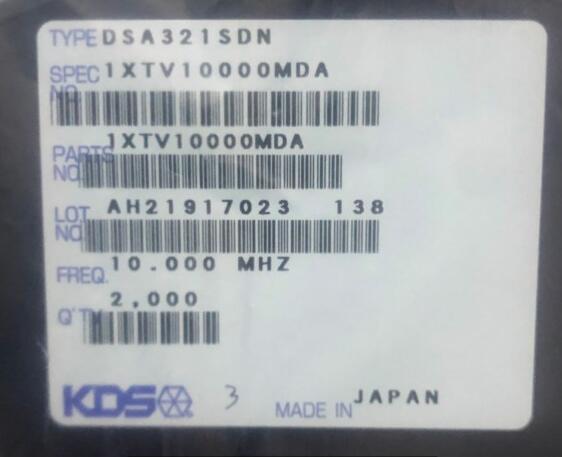 TYPE DSA321SDN
SPEC 1XTV10000MDA
NO.
1XTV10000MDA
PARTS
NO.
LOT AH21917023 138
NO.
10.000 MHZ
FREQ.
2,000
Q'TY
KDS 3 MADE IN JAPAN